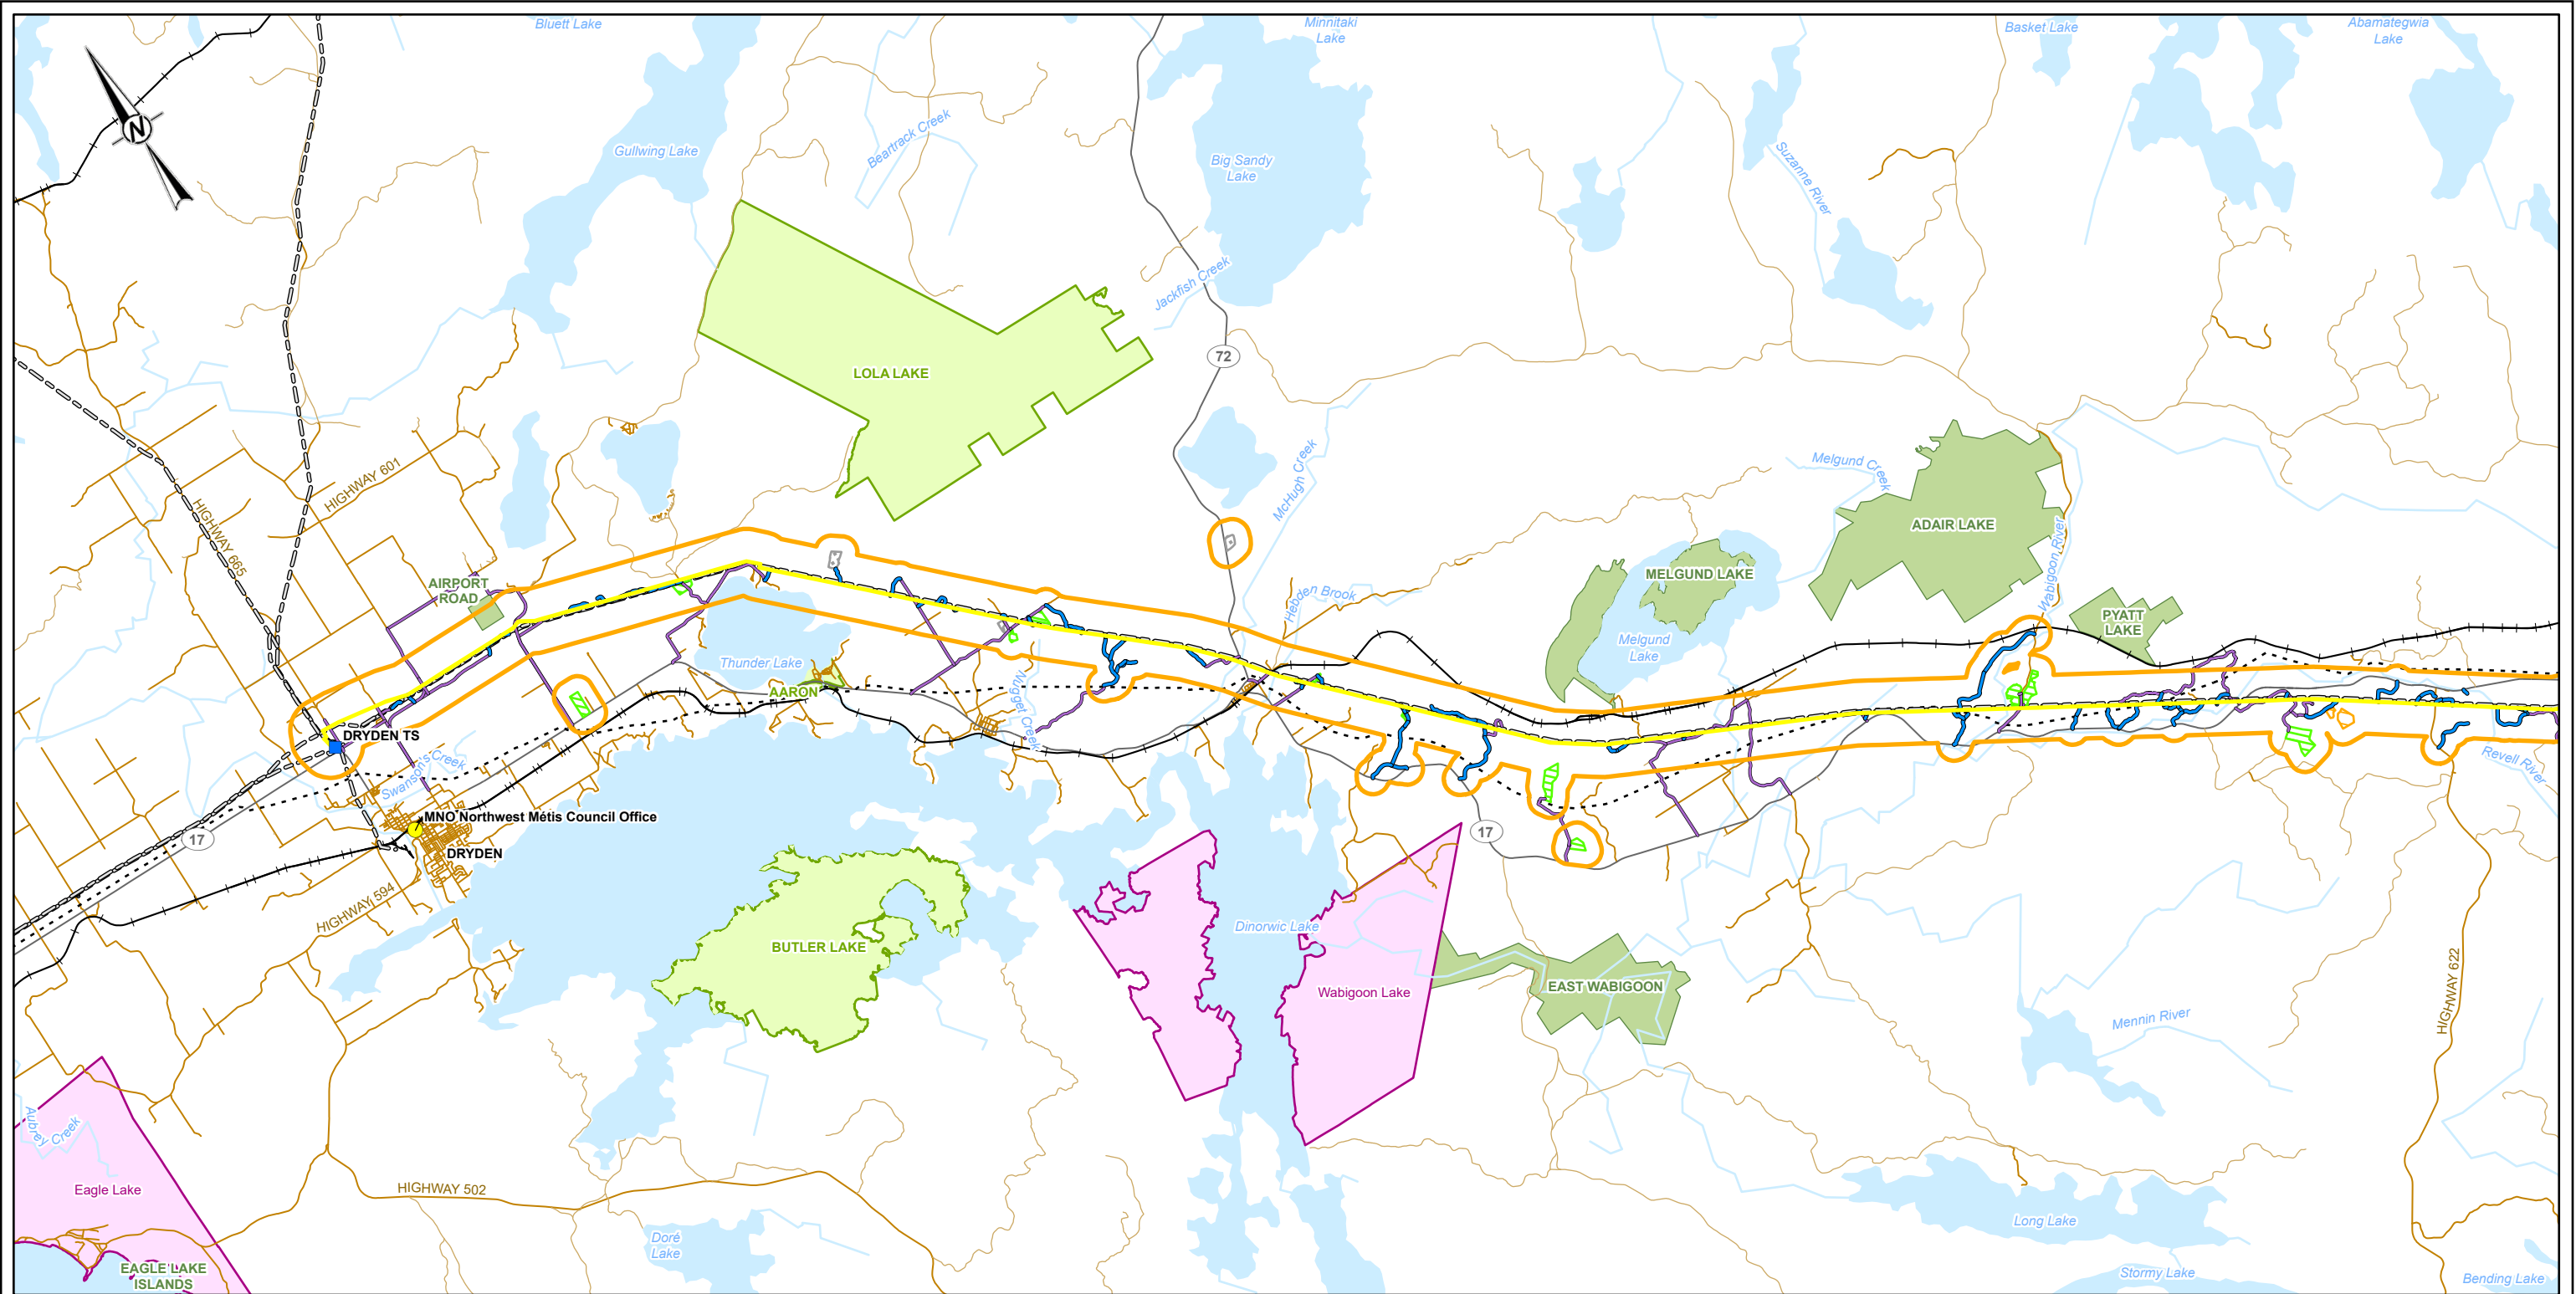 Bluett Lake
Minnitaki
Lake
Basket Lake
Abamategwia
Lake
N
Gullwing Lake
Beartrack Creek
Big Sandy
Lake
Suzanne River
Jackfish Creek
72
LOLA LAKE
HIGHWAY 601
HIGHWAY 665
McHugh Creek
Melgund Creek
ADAIR LAKE
Wabigoon River
AIRPORT
ROAD
Hebden Brook
MELGUND LAKE
PYATT
LAKE
Melgund
Lake
Thunder Lake
AARON
Nugget Creek
DRYDEN TS
Swanson's Creek
Revell River
MNO Northwest Métis Council Office
17
DRYDEN
17
HIGHWAY 594
BUTLER LAKE
Dinorwic Lake
Wabigoon Lake
EAST WABIGOON
HIGHWAY 622
Mennin River
Aubrey Creek
Eagle Lake
HIGHWAY 502
Doré
Lake
Long Lake
EAGLE LAKE
ISLANDS
Stormy Lake
Bending Lake